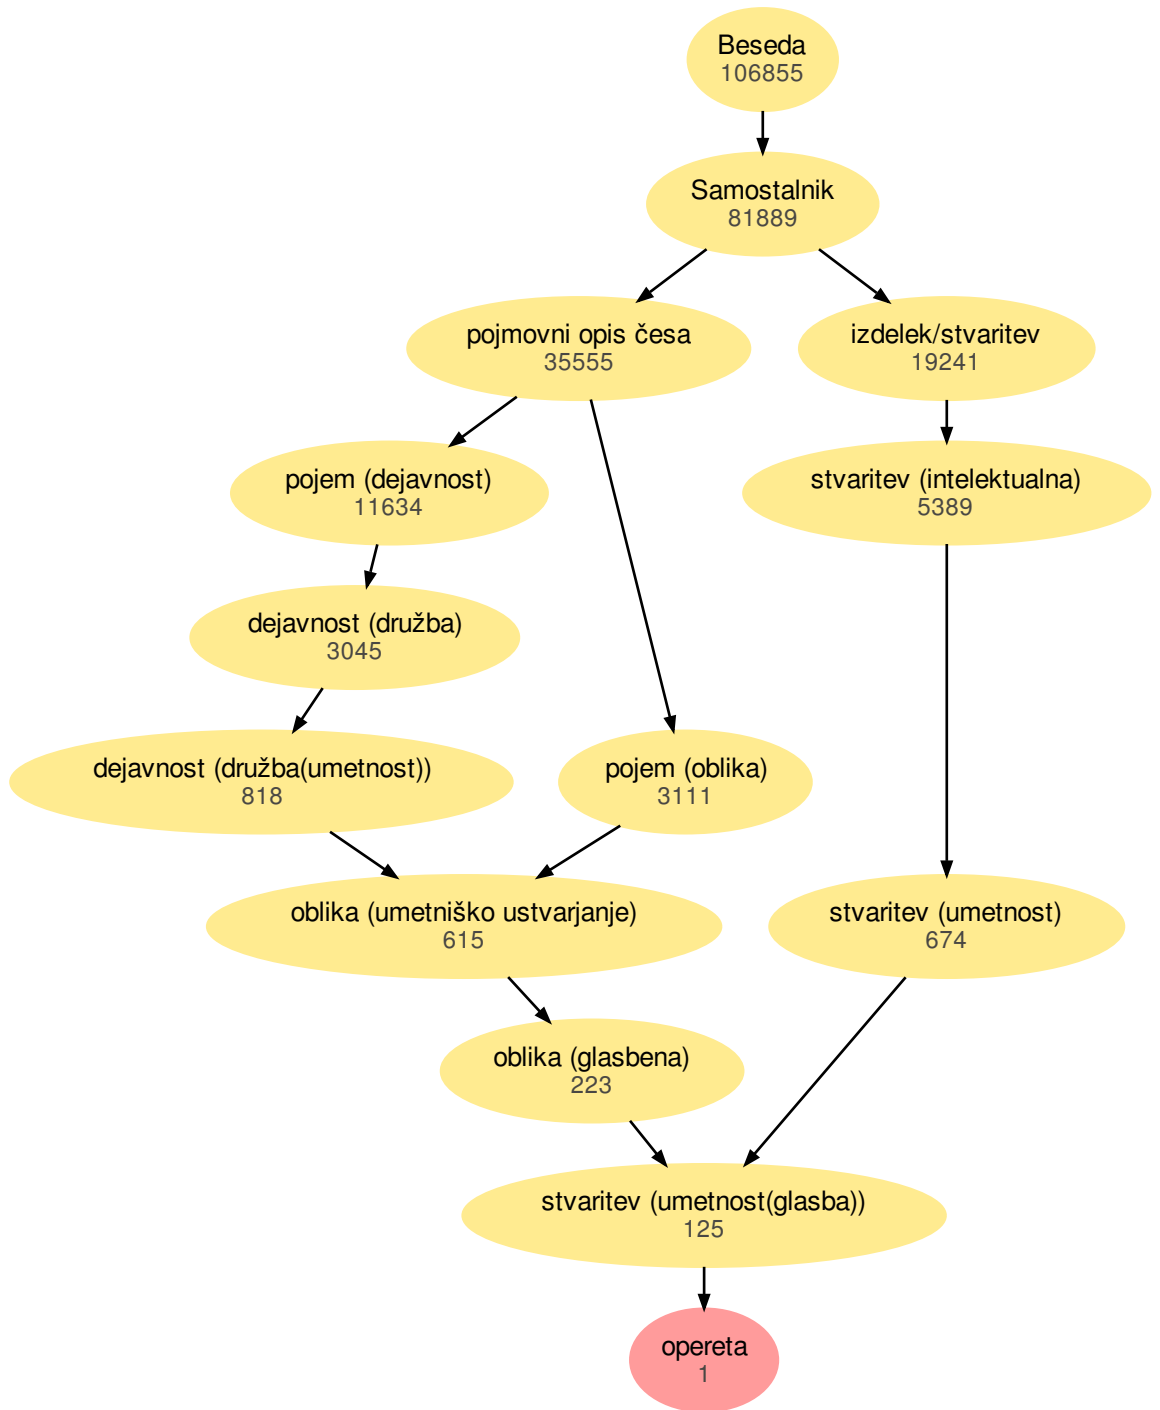 Beseda
106855
Samostalnik
81889
pojmovni opis česa
35555
izdelek/stvaritev
19241
pojem (dejavnost)
11634
stvaritev (intelektualna)
5389
dejavnost (družba)
3045
dejavnost (družba(umetnost))
818
pojem (oblika)
3111
oblika (umetniško ustvarjanje)
615
stvaritev (umetnost)
674
oblika (glasbena)
223
stvaritev (umetnost(glasba))
125
opereta
1